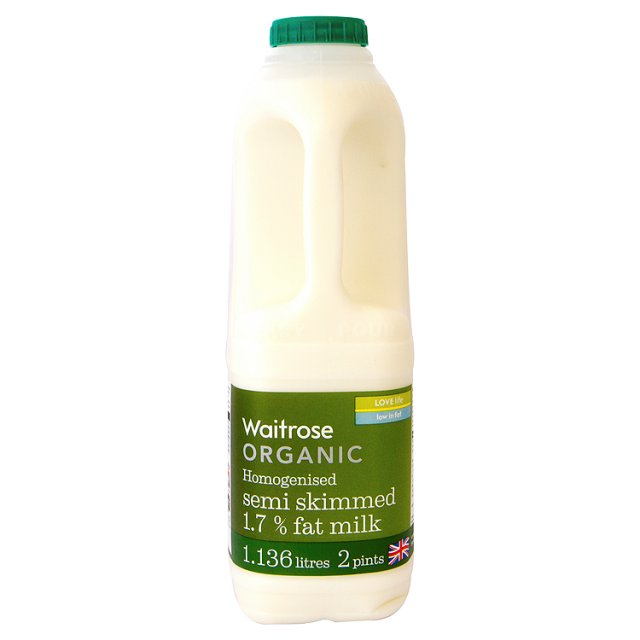 LOVE life
low in fat
Waitrose
ORGANIC
Homogenised
semi skimmed
1.7 % fat milk
1.136 litres 2 pints